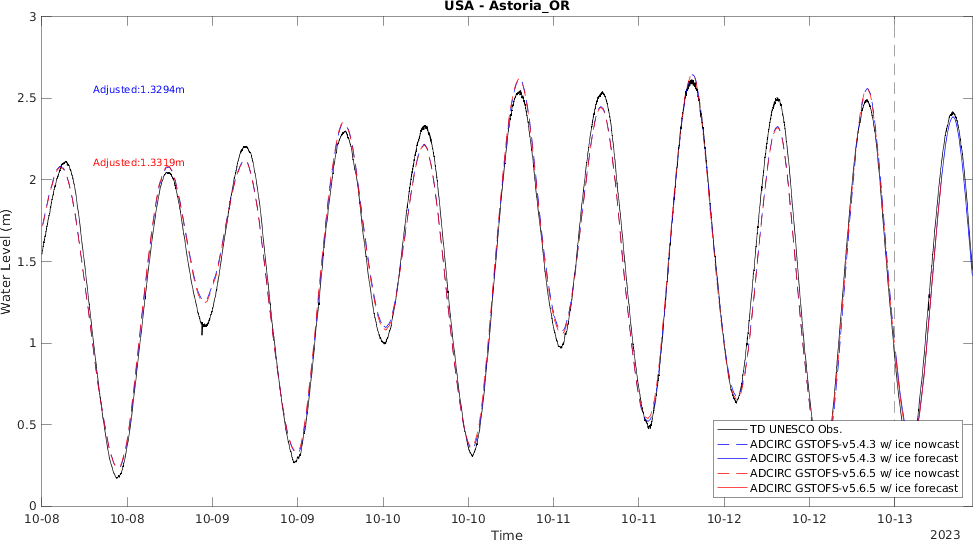 USA - Astoria_OR
3
2.5
2
1.5
1
0.5
0
Water Level (m)
Adjusted:1.3294m
Adjusted:1.3319m
TD UNESCO Obs.
ADCIRC GSTOFS-v5.4.3 w/ ice nowcast
ADCIRC GSTOFS-v5.4.3 w/ ice forecast
ADCIRC GSTOFS-v5.6.5 w/ ice nowcast
ADCIRC GSTOFS-v5.6.5 w/ ice forecast
10-08 10-08 10-09 10-09 10-10 10-10 10-11 10-11 10-12 10-12 10-13
Time
2023